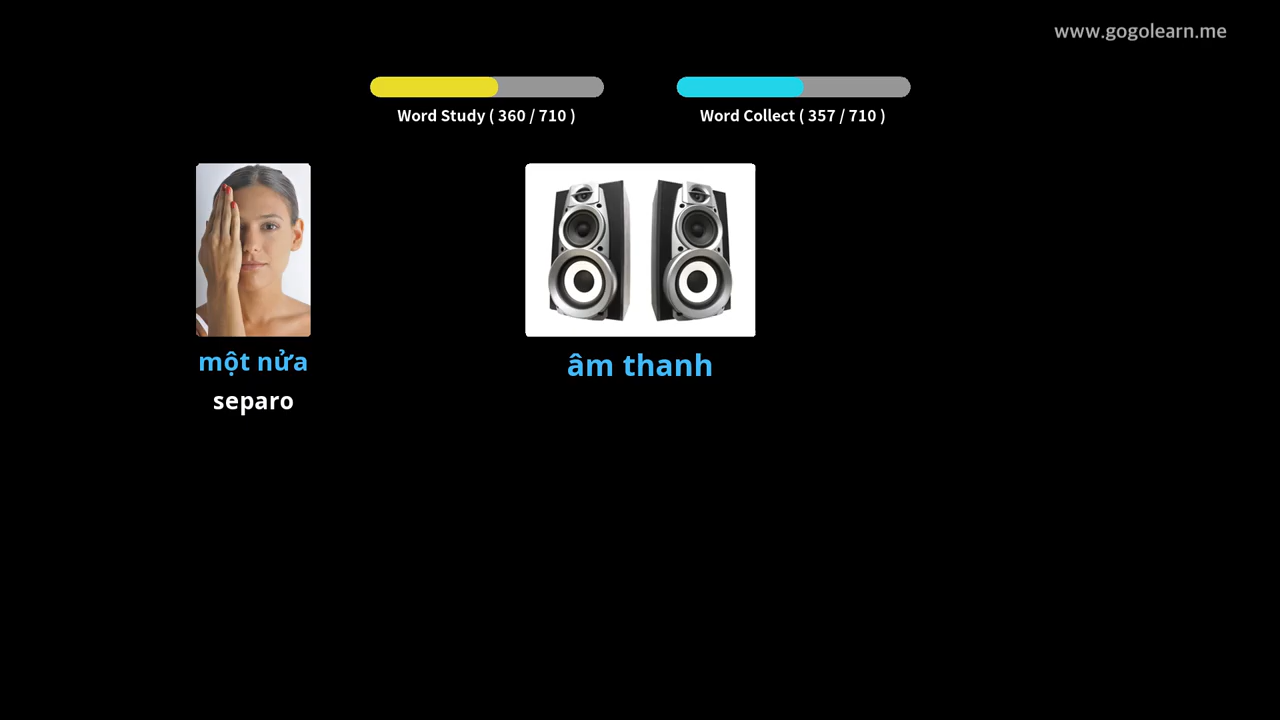 www.gogolearn.me
Word Study ( 360 / 710 )
Word Collect ( 357 / 710 )
một nửa
separo
âm thanh